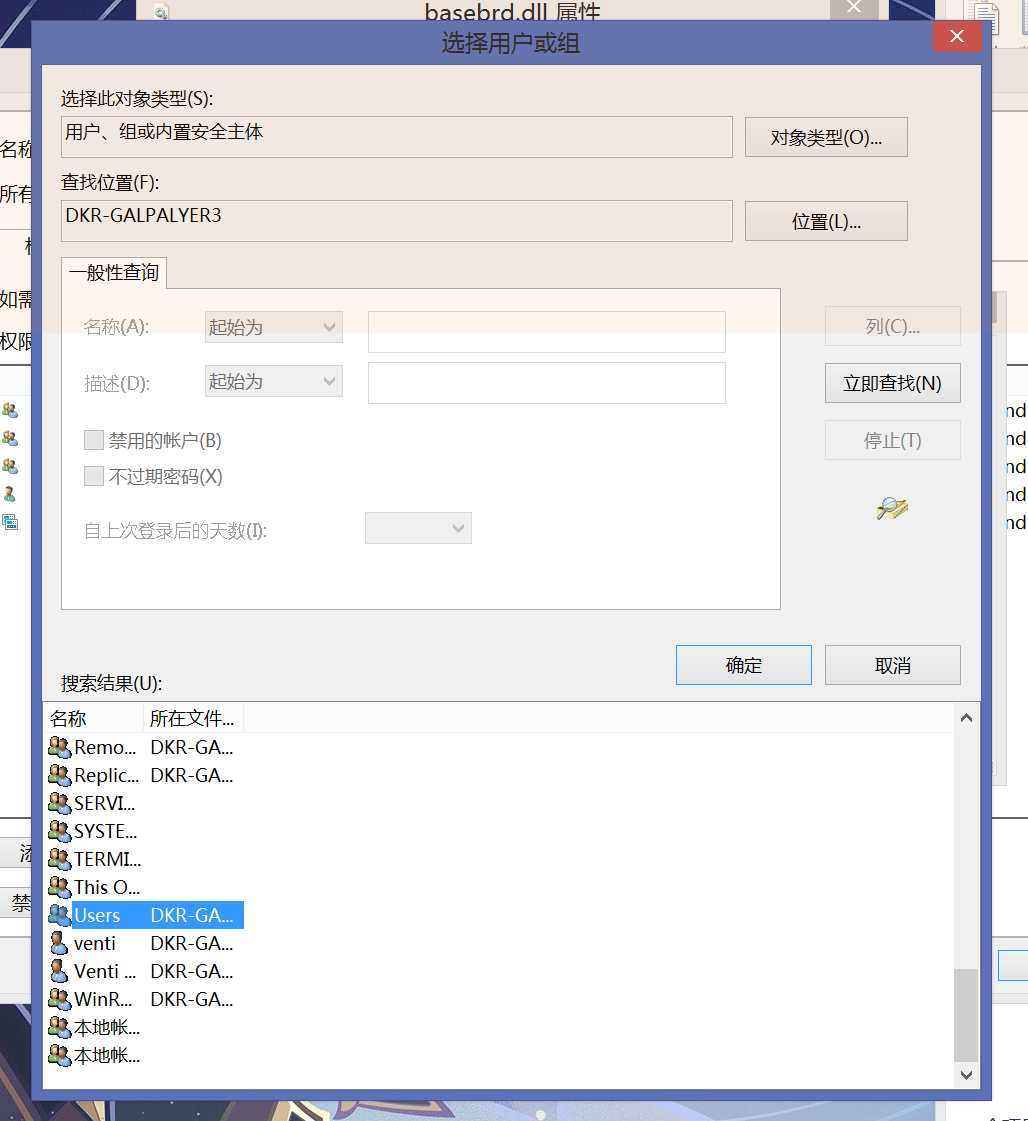 basebrd.dll 属性
选择用户或组
选择此对象类型(S):
用户、组或内置安全主体
对象类型(O)...
名称
查找位置(F):
所有
DKR-GALPALYER3
位置(L)...
一般性查询
如需
名称(A):
起始为
列(C)...
权限
描述(D):
起始为
立即查找(N)
nd
禁用的帐户(B)
停止(T)
nd
不过期密码(X)
nd
nd
自上次登录后的天数(I):
nd
确定
取消
搜索结果(U):
名称 所在文件...
Remo... DKR-GA...
Replic... DKR-GA...
SERVI...
SYSTE...
TERMI...
添
This O...
禁
Users DKR-GA...
venti DKR-GA...
Venti ... DKR-GA...
WinR... DKR-GA...
本地帐...
本地帐...